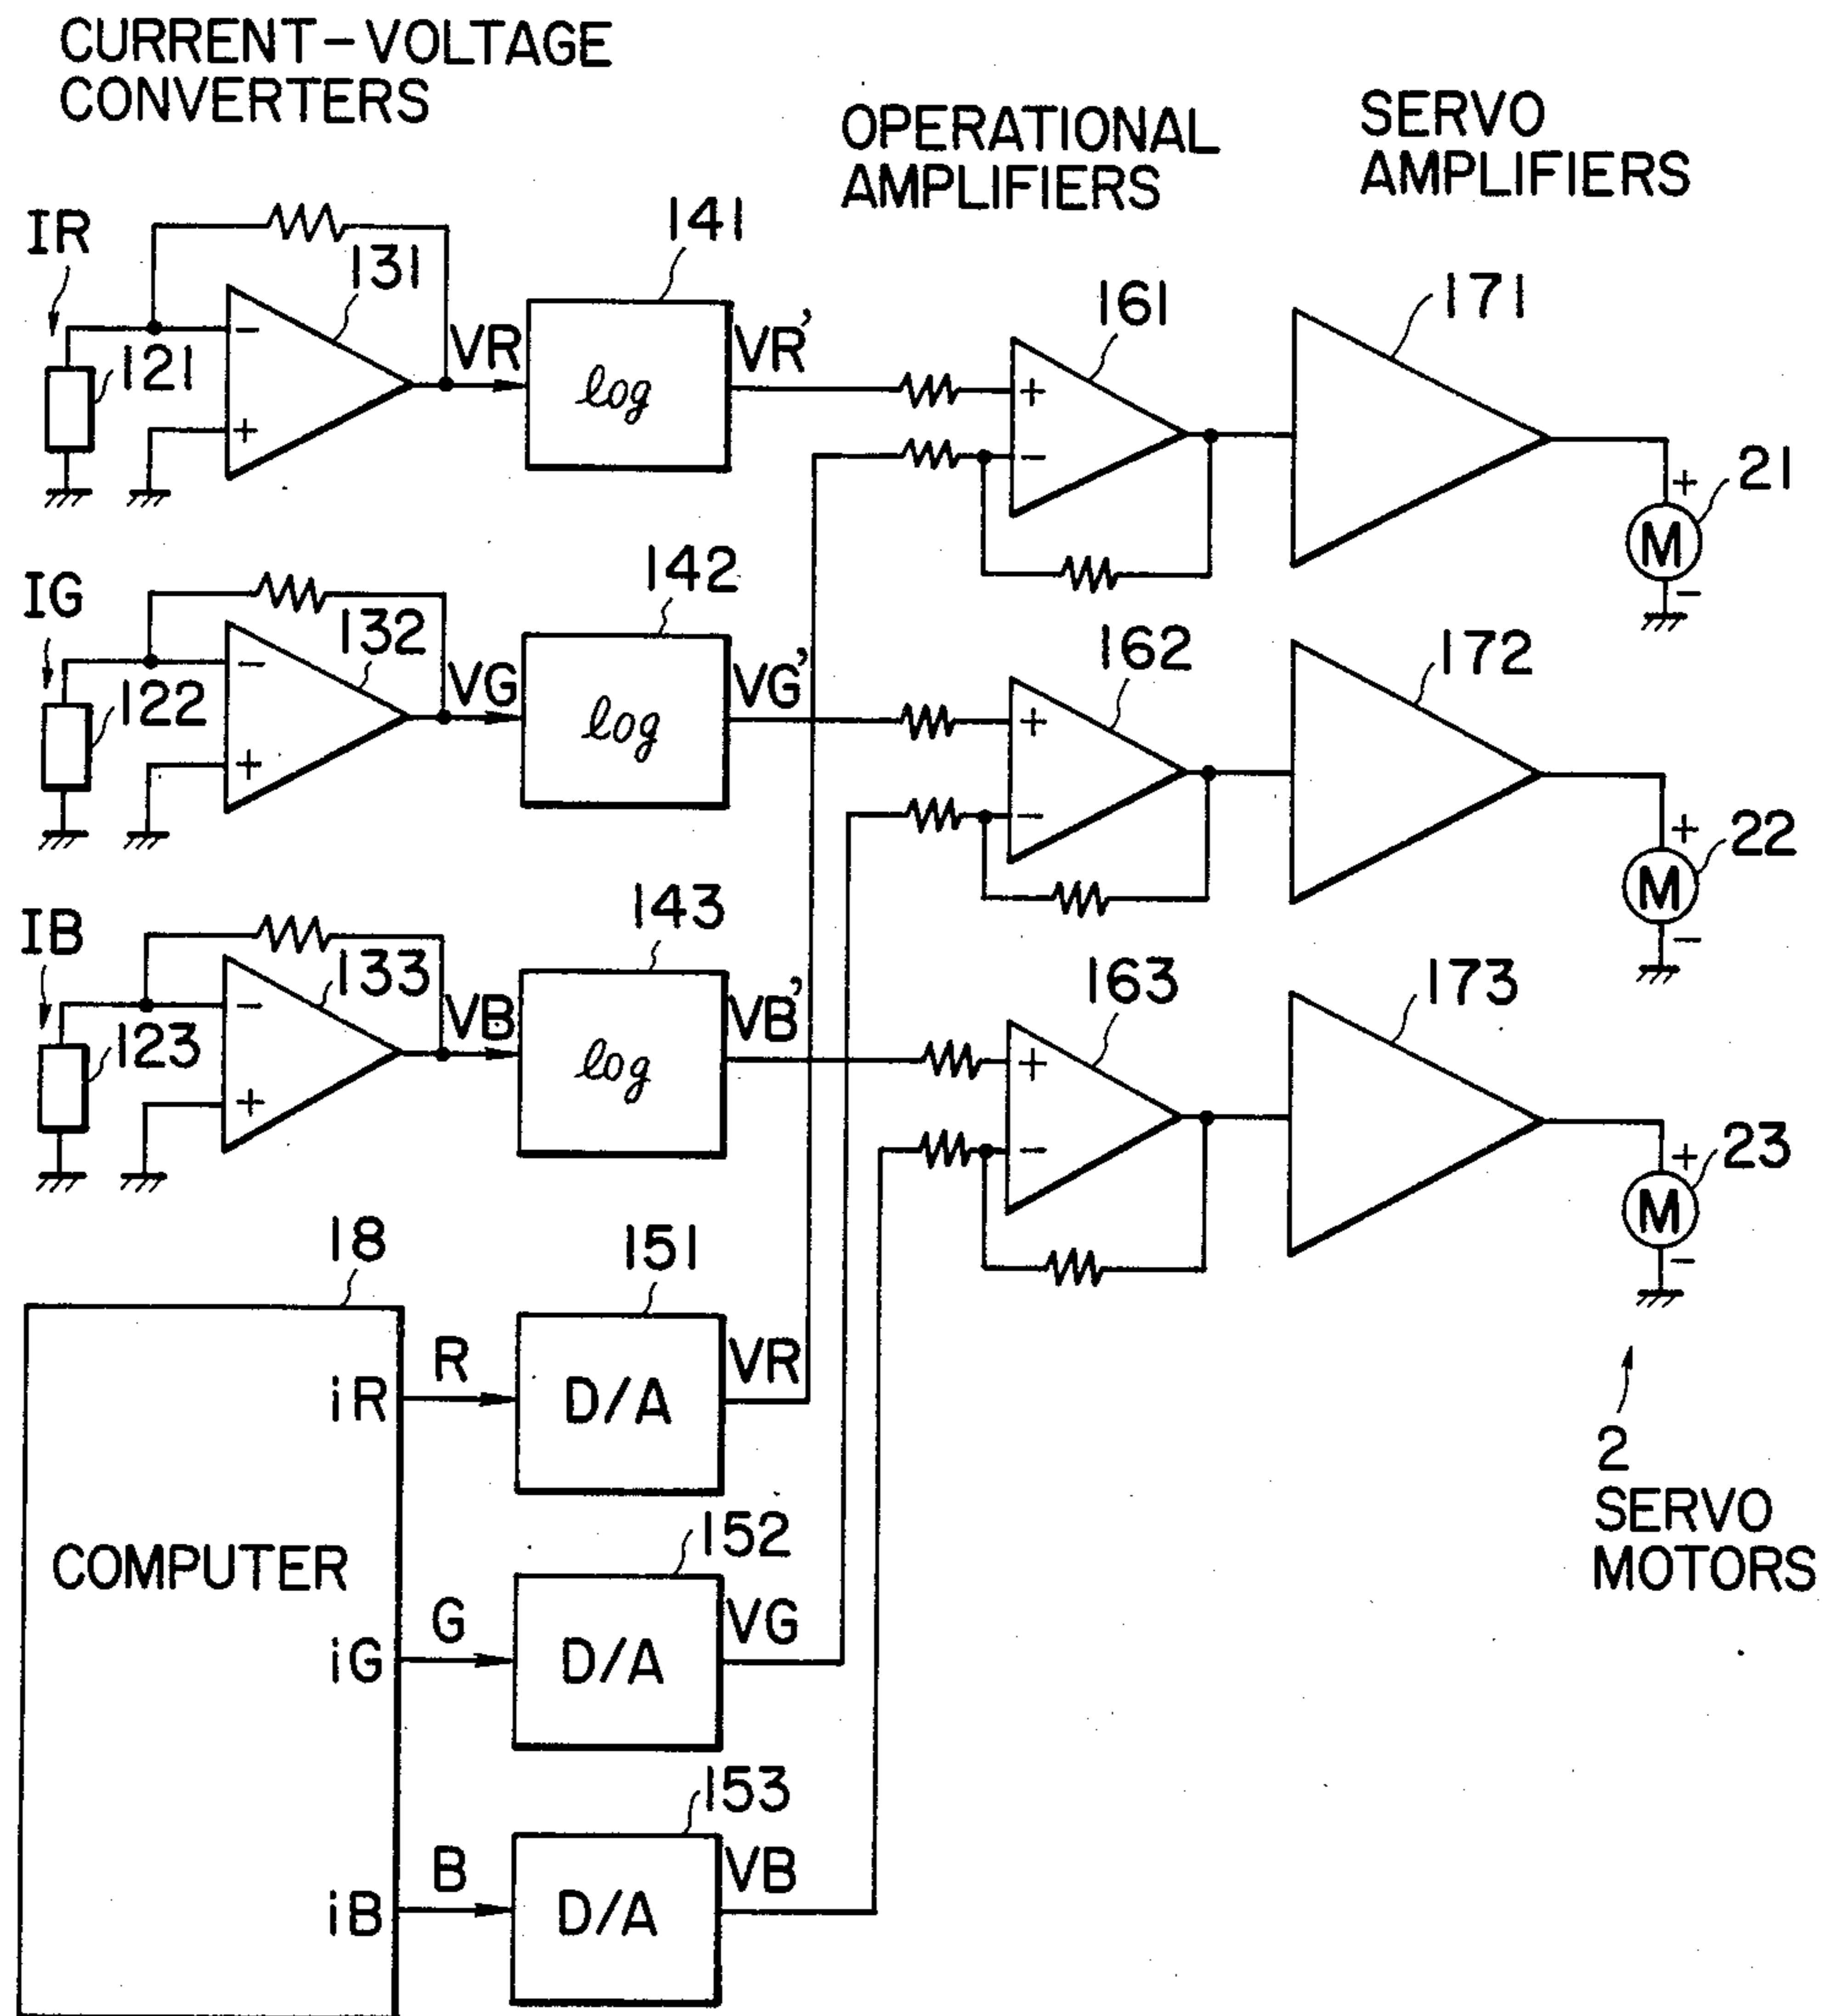 CURRENT-VOLTAGE
CONVERTERS
OPERATIONAL
AMPLIFIERS
SERVO
AMPLIFIERS
IR
121
-
+
131
VR
141
log
VR'
161
+
-
171
+
21
M
-
IG
122
-
+
132
VG
142
log
VG'
162
+
-
172
+
22
M
-
IB
123
-
+
133
VB
143
log
VB'
163
+
-
173
+
23
M
-
18
COMPUTER
iR
R
151
D/A
VR
iG
G
152
D/A
VG
iB
B
153
D/A
VB
2
SERVO
MOTORS